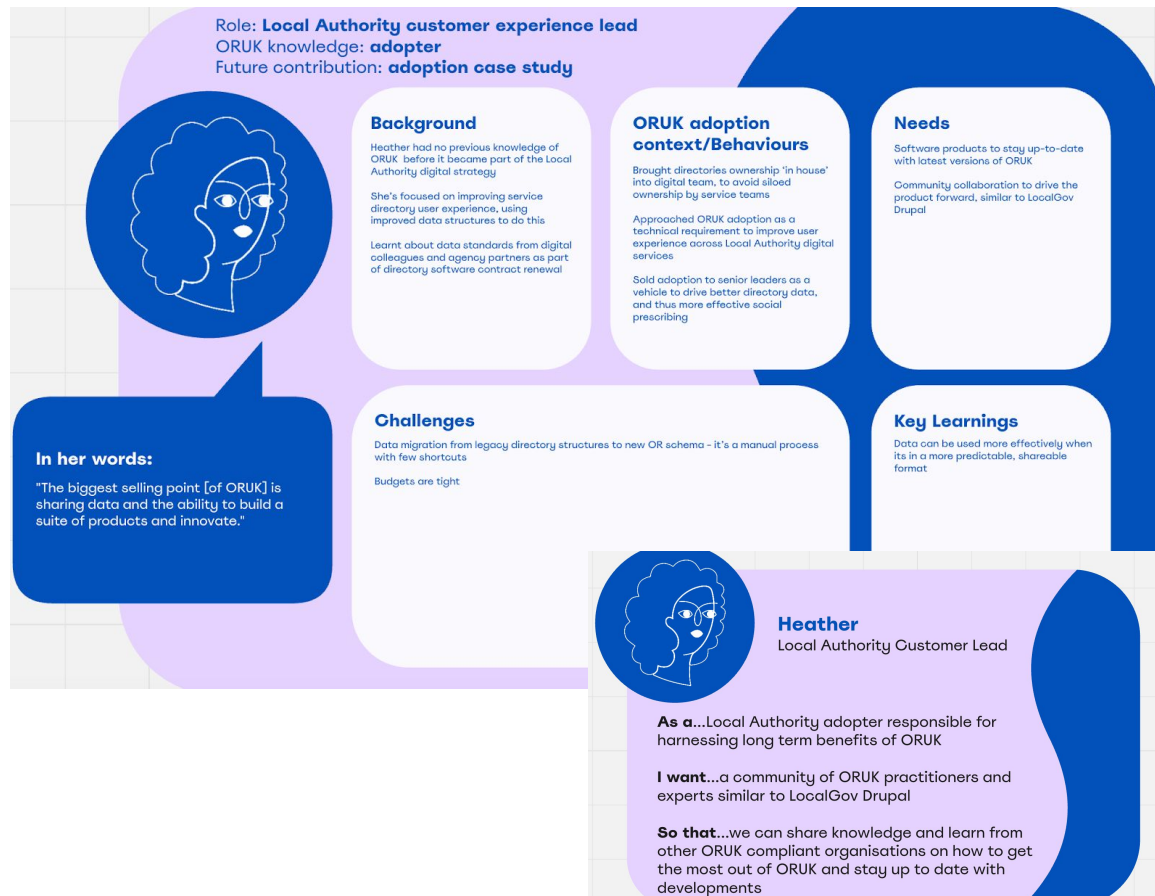 Role: Local Authority customer experience lead
ORUK knowledge: adopter
Future contribution: adoption case study
Background
Heather had no previous knowledge of
ORUK before it became part of the Local
Authority digital strategy
She's focused on improving service
directory user experience, using
improved data structures to do this
Learnt about data standards from digital
colleagues and agency partners as part
of directory software contract renewal
ORUK adoption
context/Behaviours
Brought directories ownership 'in house'
into digital team, to avoid siloed
ownership by service teams
Approached ORUK adoption as a
technical requirement to improve user
experience across Local Authority digital
services
Sold adoption to senior leaders as a
vehicle to drive better directory data,
and thus more effective social
prescribing
Needs
Software products to stay up-to-date
with latest versions of ORUK
Community collaboration to drive the
product forward, similar to LocalGov
Drupal
In her words:
"The biggest selling point [of ORUK] is
sharing data and the ability to build a
suite of products and innovate."
Challenges
Data migration from legacy directory structures to new OR schema - it's a manual process
with few shortcuts
Budgets are tight
Key Learnings
Data can be used more effectively when
its in a more predictable, shareable
format
Heather
Local Authority Customer Lead
As a...Local Authority adopter responsible for
harnessing long term benefits of ORUK
I want...a community of ORUK practitioners and
experts similar to LocalGov Drupal
So that...we can share knowledge and learn from
other ORUK compliant organisations on how to get
the most out of ORUK and stay up to date with
developments